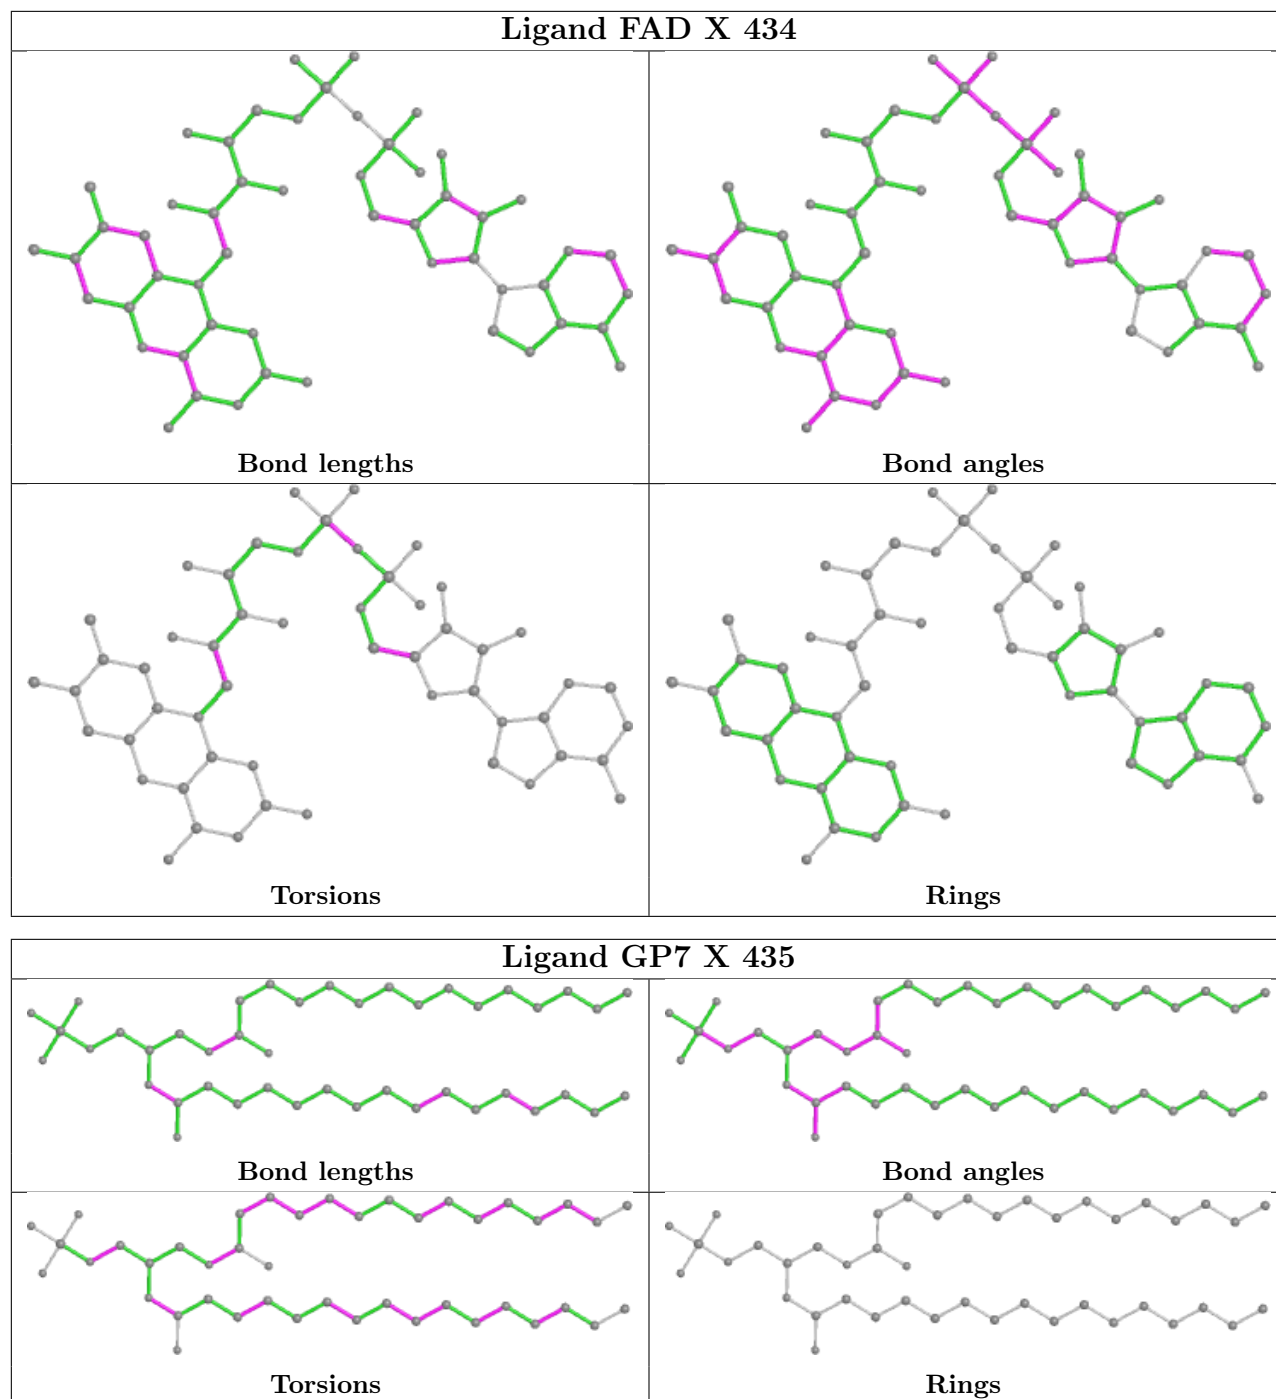 Ligand FAD X 434
Bond lengths
Bond angles
Torsions
Rings
Ligand GP7 X 435
Bond lengths
Bond angles
Torsions
Rings